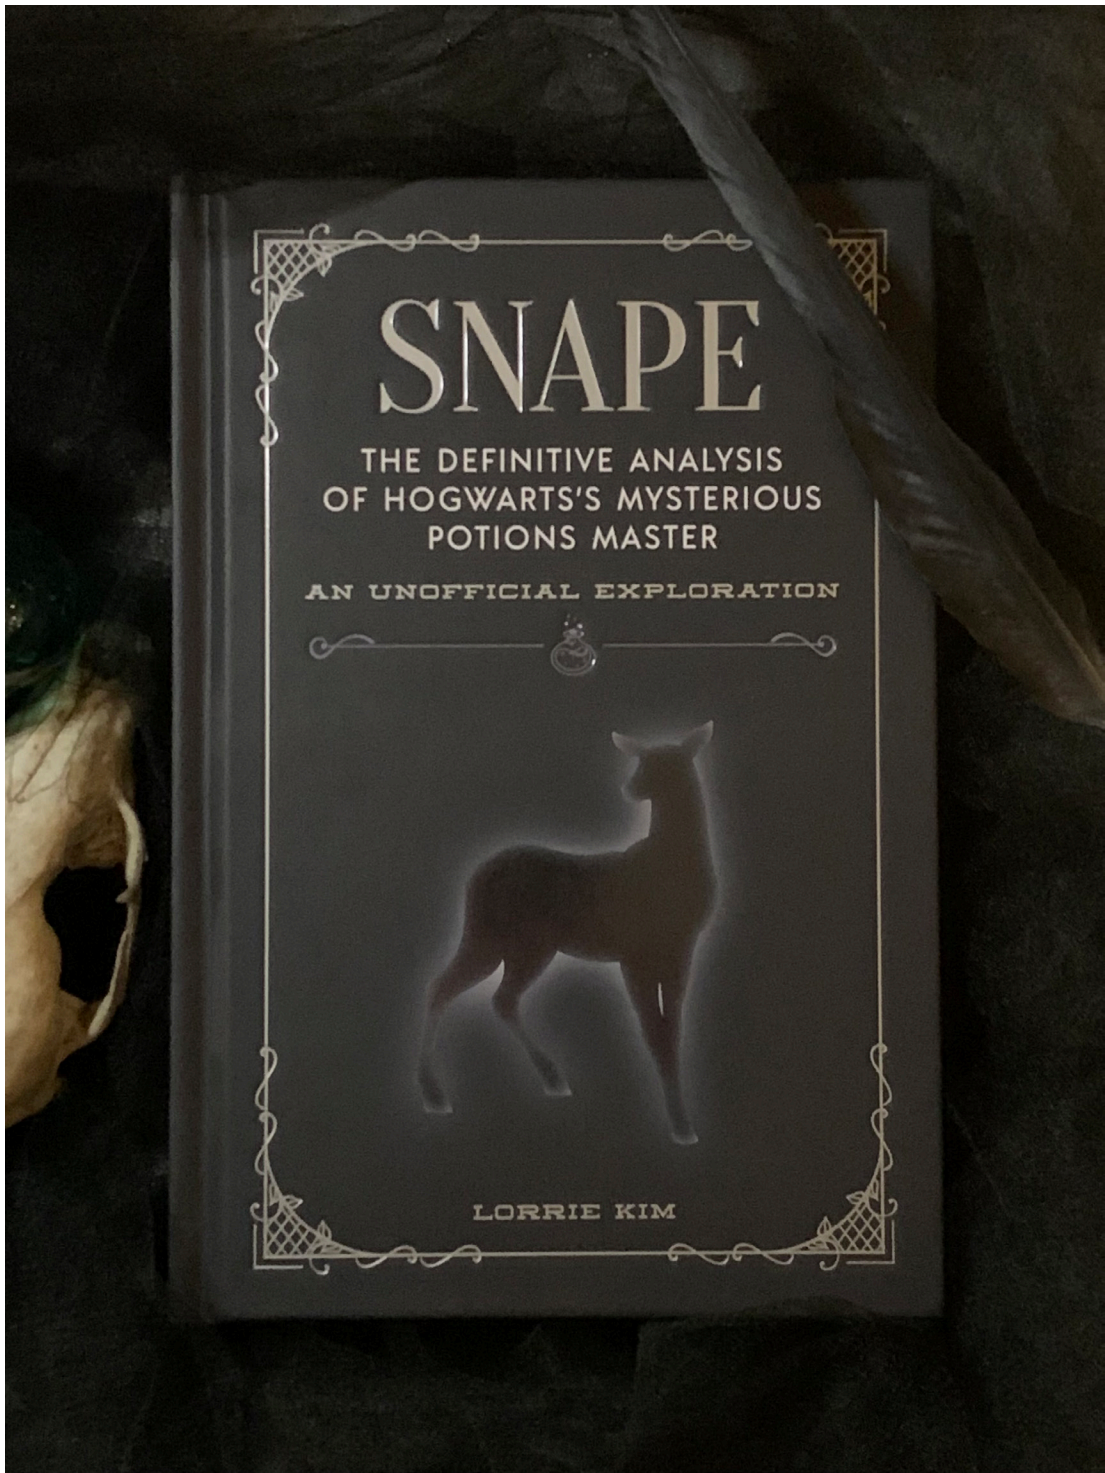 SNAPE
THE DEFINITIVE ANALYSIS
OF HOGWARTS'S MYSTERIOUS
POTIONS MASTER
AN UNOFFICIAL EXPLORATION
LORRIE KIM